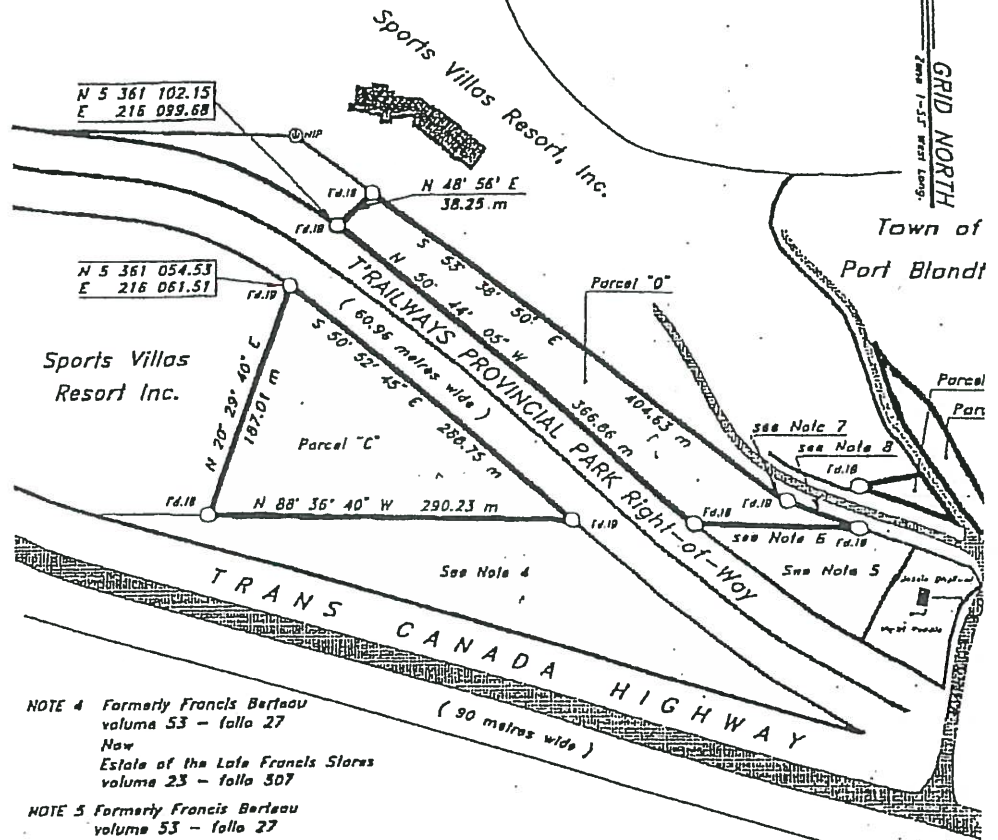 Sports Villas Resort, Inc.
GRID NORTH
Zone 1-55° West Long.
N 5 361 102.15
E 216 099.68
NIP
Fd.18
N 48° 56' E
38.25 m
Fd.19
Town of
Port Blandf
N 5 361 054.53
E 216 061.51
Fd.19
S 53° 38' 50" E
404.63 m
N 50° 44' 05" W
366.86 m
T'RAILWAYS PROVINCIAL PARK Right-of-Way
( 60.96 metres wide )
Parcel "D"
Sports Villas
Resort Inc.
N 20° 29' 40" E
187.01 m
S 50° 52' 45" E
288.75 m
Parcel "C"
Parcel
Parc
see Note 7
see Note 8
Fd.18
Fd.18
N 88° 36' 40" W 290.23 m
Fd.19
Fd.18
Fd.19
see Note 6
Fd.18
See Note 4
See Note 5
TRANS CANADA HIGHWAY
( 90 metres wide )
NOTE 4 Formerly Francis Berteau
volume 53 - folio 27
Now
Estate of the Late Francis Stares
volume 23 - folio 307
NOTE 5 Formerly Francis Berteau
volume 53 - folio 27